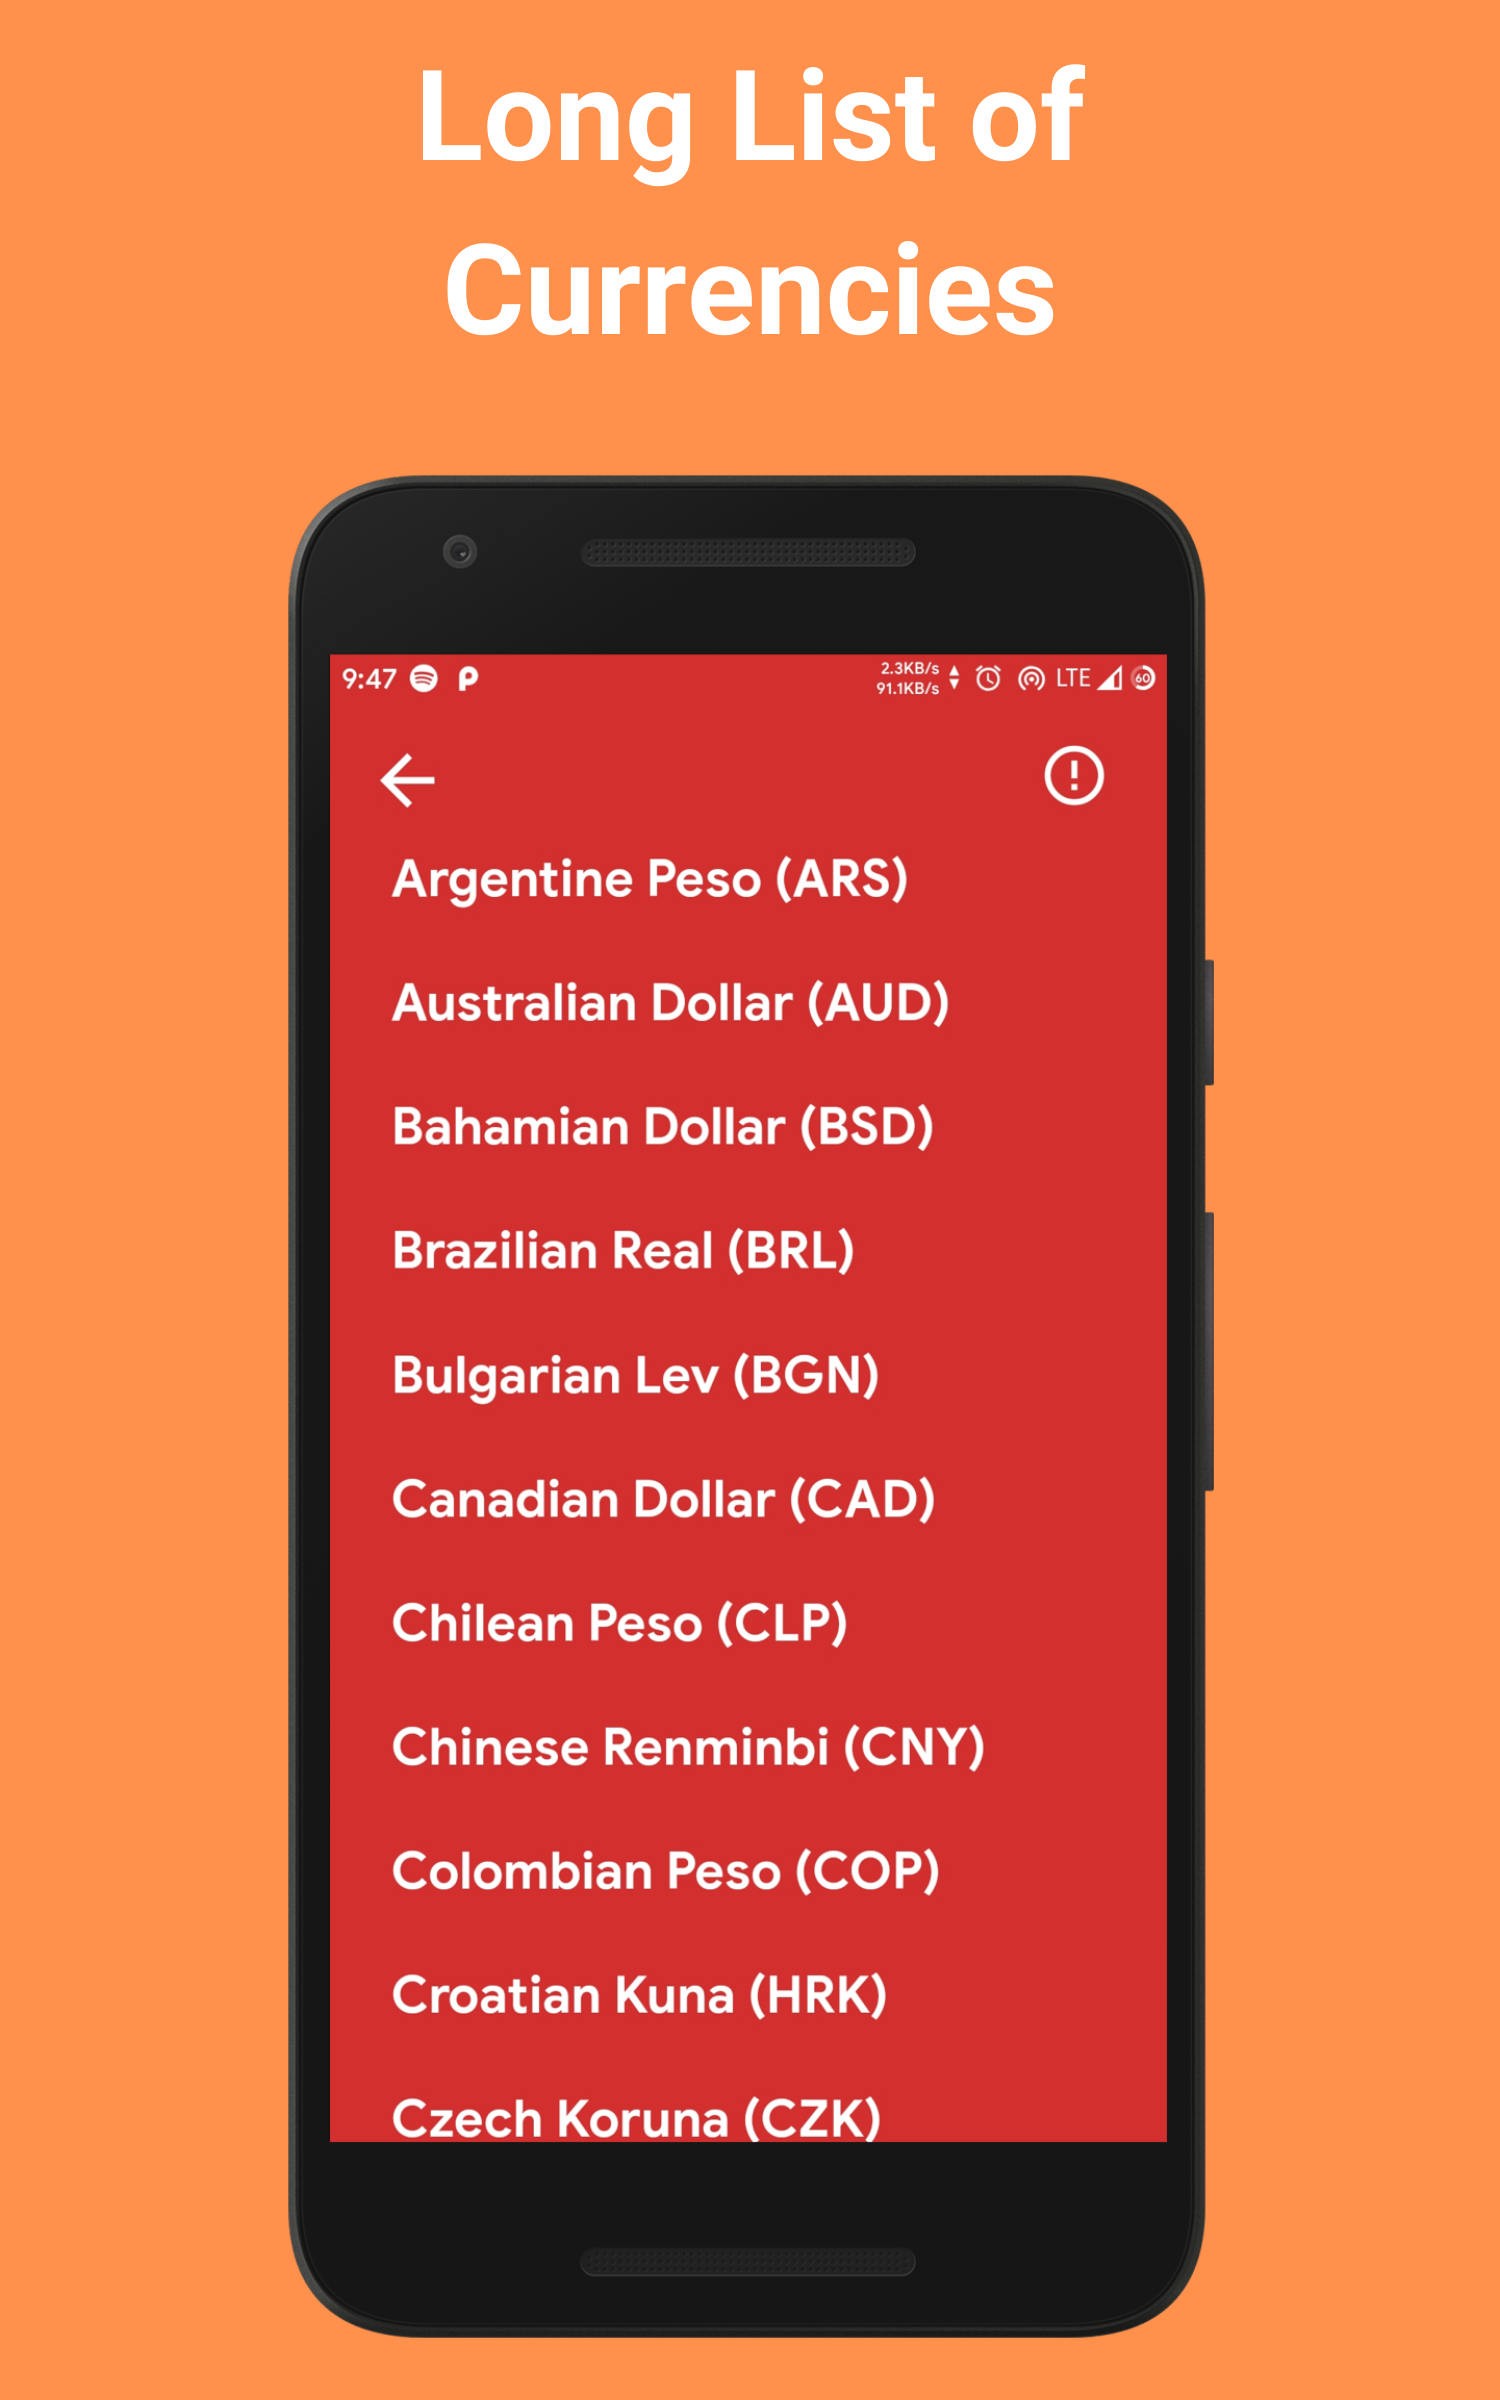 Long List of
Currencies
9:47
2.3KB/s
91.1KB/s
LTE
60
Argentine Peso (ARS)
Australian Dollar (AUD)
Bahamian Dollar (BSD)
Brazilian Real (BRL)
Bulgarian Lev (BGN)
Canadian Dollar (CAD)
Chilean Peso (CLP)
Chinese Renminbi (CNY)
Colombian Peso (COP)
Croatian Kuna (HRK)
Czech Koruna (CZK)